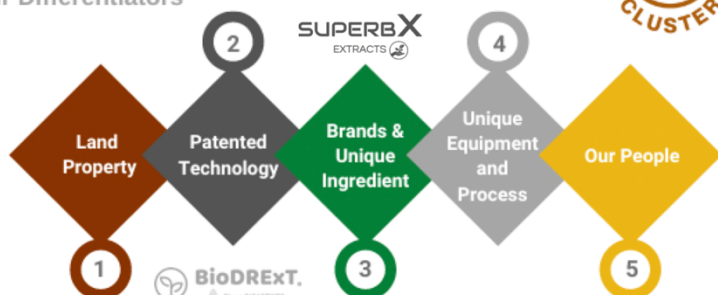 Differentiators
CLUSTER
2
SUPERBX
EXTRACTS
4
Land
Property
Patented
Technology
Brands &
Unique
Ingredient
Unique
Equipment
and
Process
Our People
1
BioDRExT.
3
5